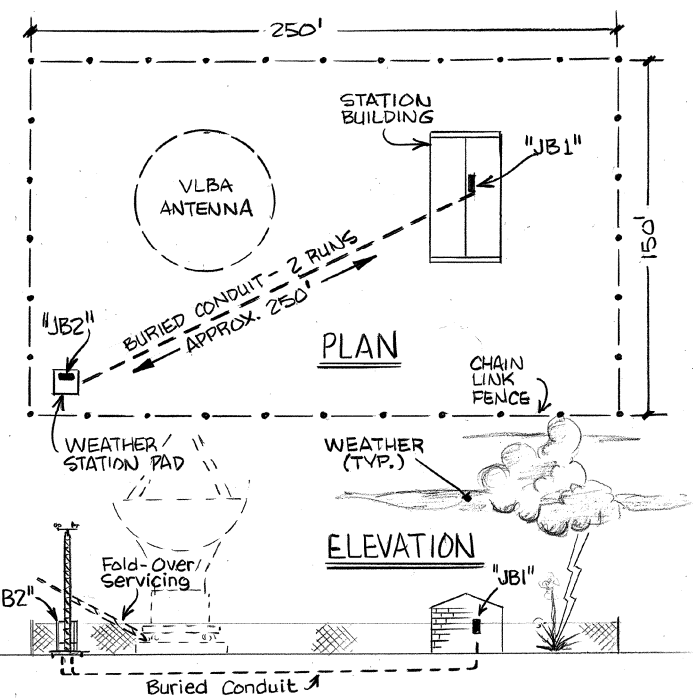 250'
STATION
BUILDING
"JB1"
VLBA
ANTENNA
150'
BURIED CONDUIT - 2 RUNS
APPROX. 250'
"JB2"
PLAN
CHAIN
LINK
FENCE
WEATHER
STATION PAD
WEATHER
(TYP.)
ELEVATION
Fold-Over
Servicing
B2"
"JB1"
Buried Conduit